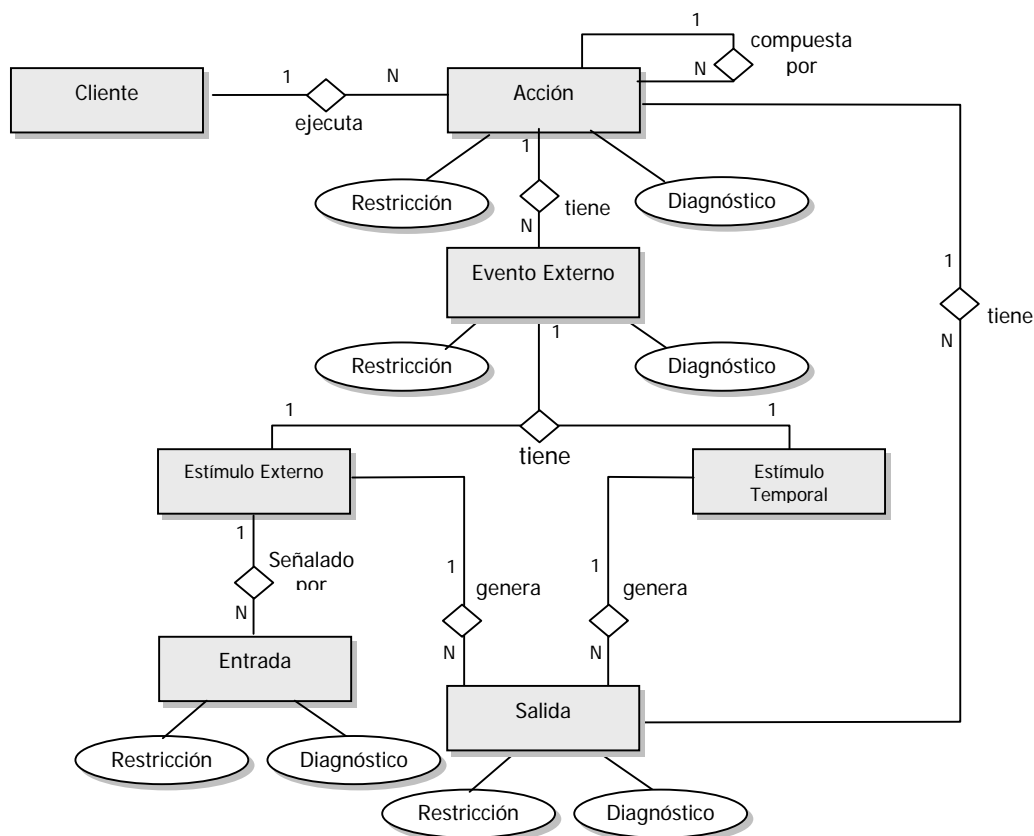 1
compuesta
por
N
Cliente
1
N
ejecuta
Acción
1
Restricción
tiene
Diagnóstico
N
Evento Externo
1
tiene
N
1
Restricción
Diagnóstico
1
1
tiene
Estímulo Externo
Estímulo
Temporal
1
Señalado
por
N
1
genera
N
1
genera
N
Entrada
Salida
Restricción
Diagnóstico
Restricción
Diagnóstico